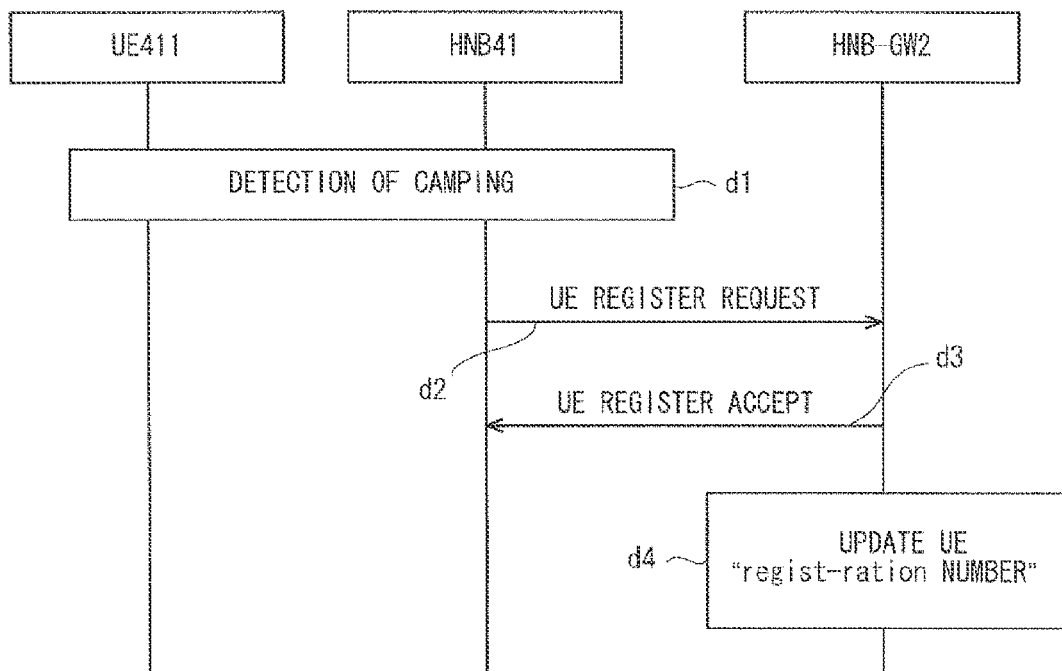 UE411
HNB41
HNB-GW2
DETECTION OF CAMPING
d1
UE REGISTER REQUEST
d2
d3
UE REGISTER ACCEPT
UPDATE UE
d4
"regist-ration NUMBER"